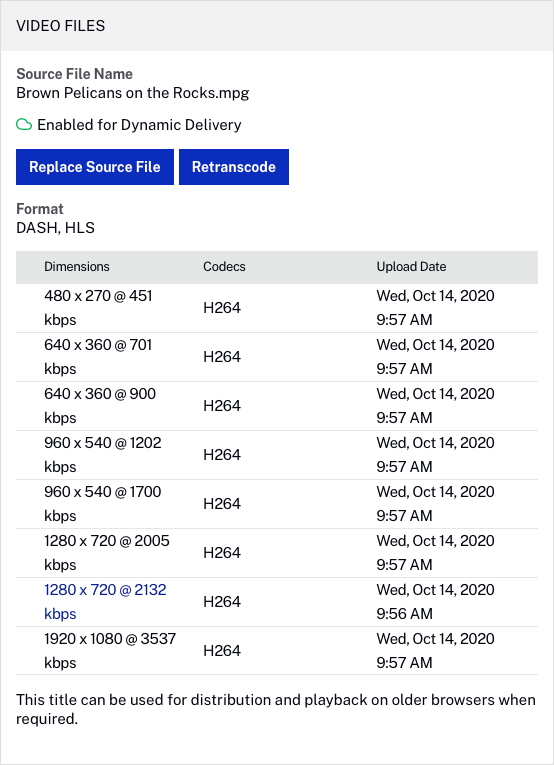 VIDEO FILES
Source File Name
Brown Pelicans on the Rocks.mpg
Enabled for Dynamic Delivery
Replace Source File Retranscode
Format
DASH, HLS
Dimensions Codecs Upload Date
480 x 270 @ 451 kbps H264 Wed, Oct 14, 2020 9:57 AM
640 x 360 @ 701 kbps H264 Wed, Oct 14, 2020 9:57 AM
640 x 360 @ 900 kbps H264 Wed, Oct 14, 2020 9:57 AM
960 x 540 @ 1202 kbps H264 Wed, Oct 14, 2020 9:57 AM
960 x 540 @ 1700 kbps H264 Wed, Oct 14, 2020 9:57 AM
1280 x 720 @ 2005 kbps H264 Wed, Oct 14, 2020 9:57 AM
1280 x 720 @ 2132 kbps H264 Wed, Oct 14, 2020 9:56 AM
1920 x 1080 @ 3537 kbps H264 Wed, Oct 14, 2020 9:57 AM
This title can be used for distribution and playback on older browsers when
required.